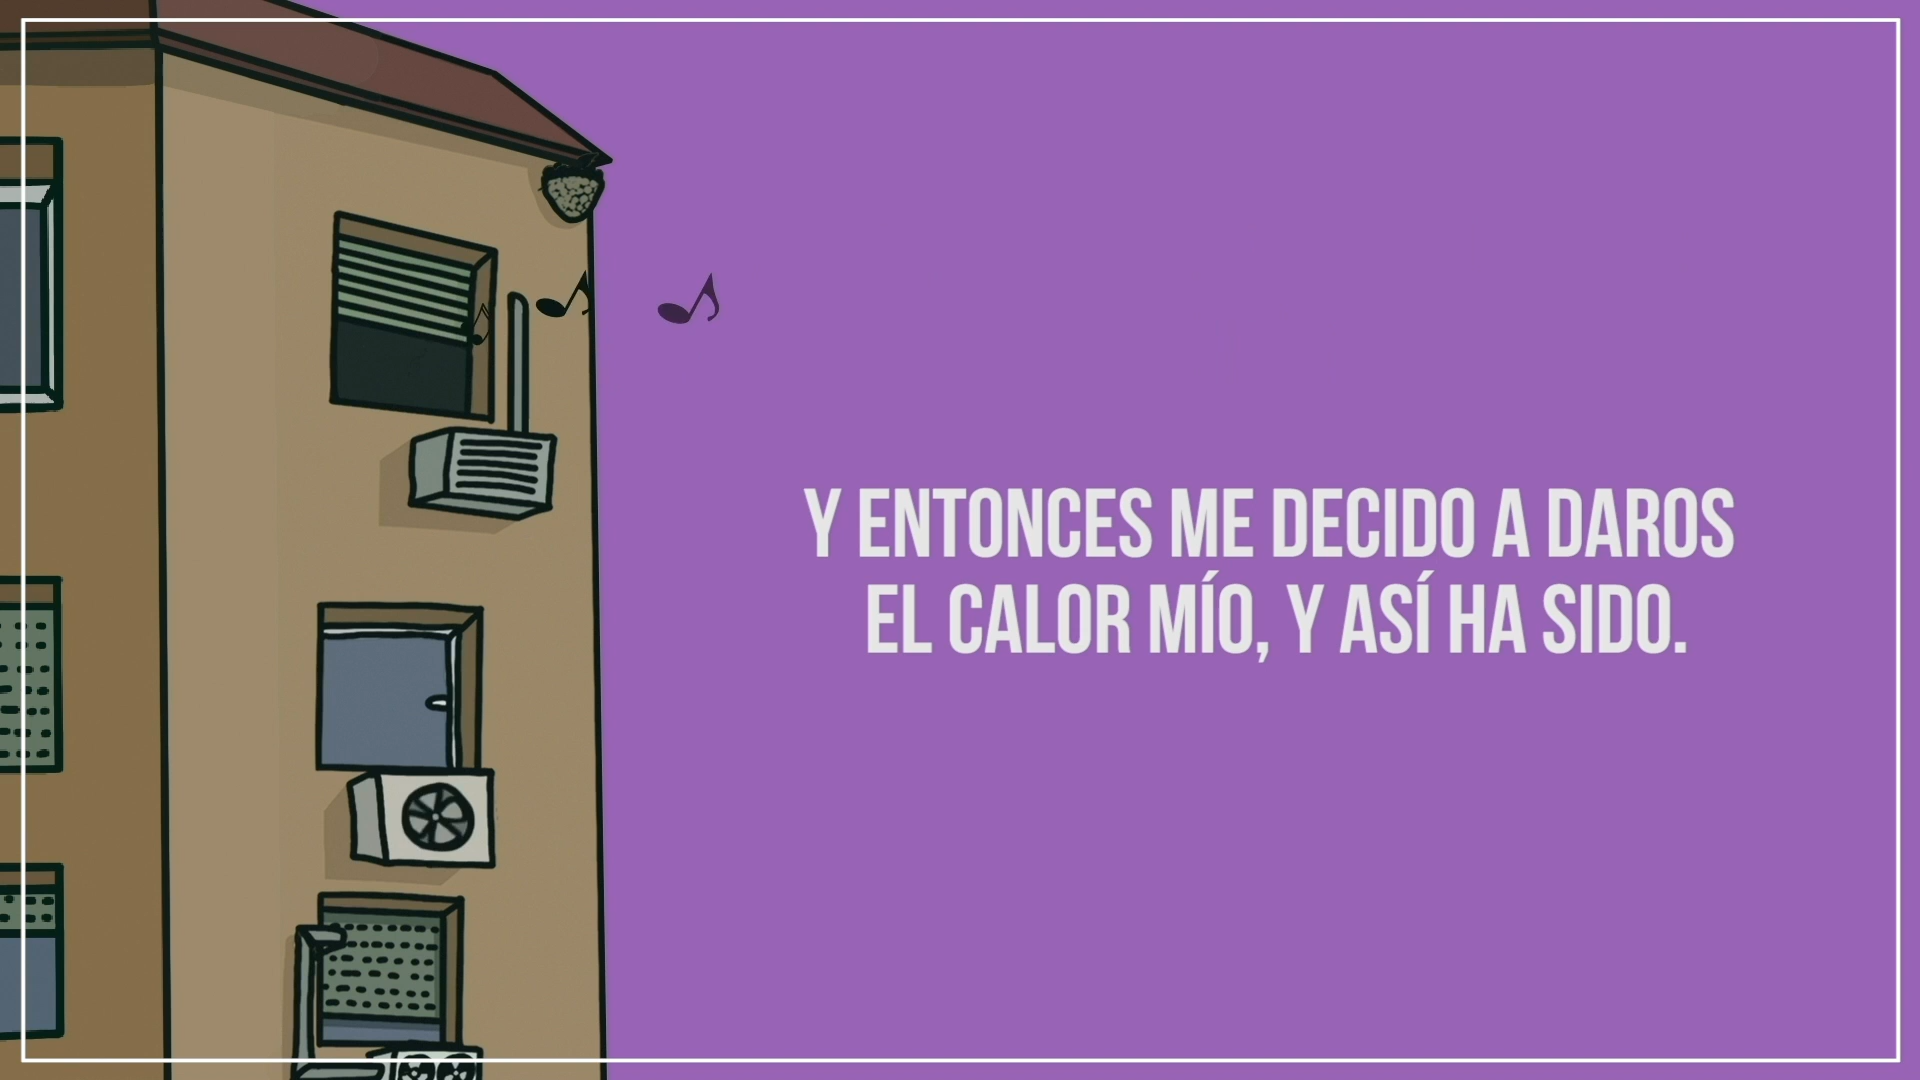 Y ENTONCES ME DECIDO A DAROS
EL CALOR MÍO, Y ASÍ HA SIDO.